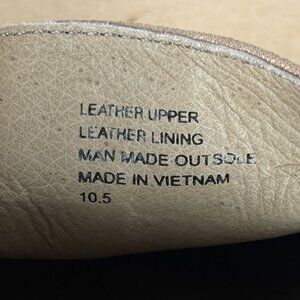 LEATHER UPPER
LEATHER LINING
MAN MADE OUTSOLE
MADE IN VIETNAM
10.5